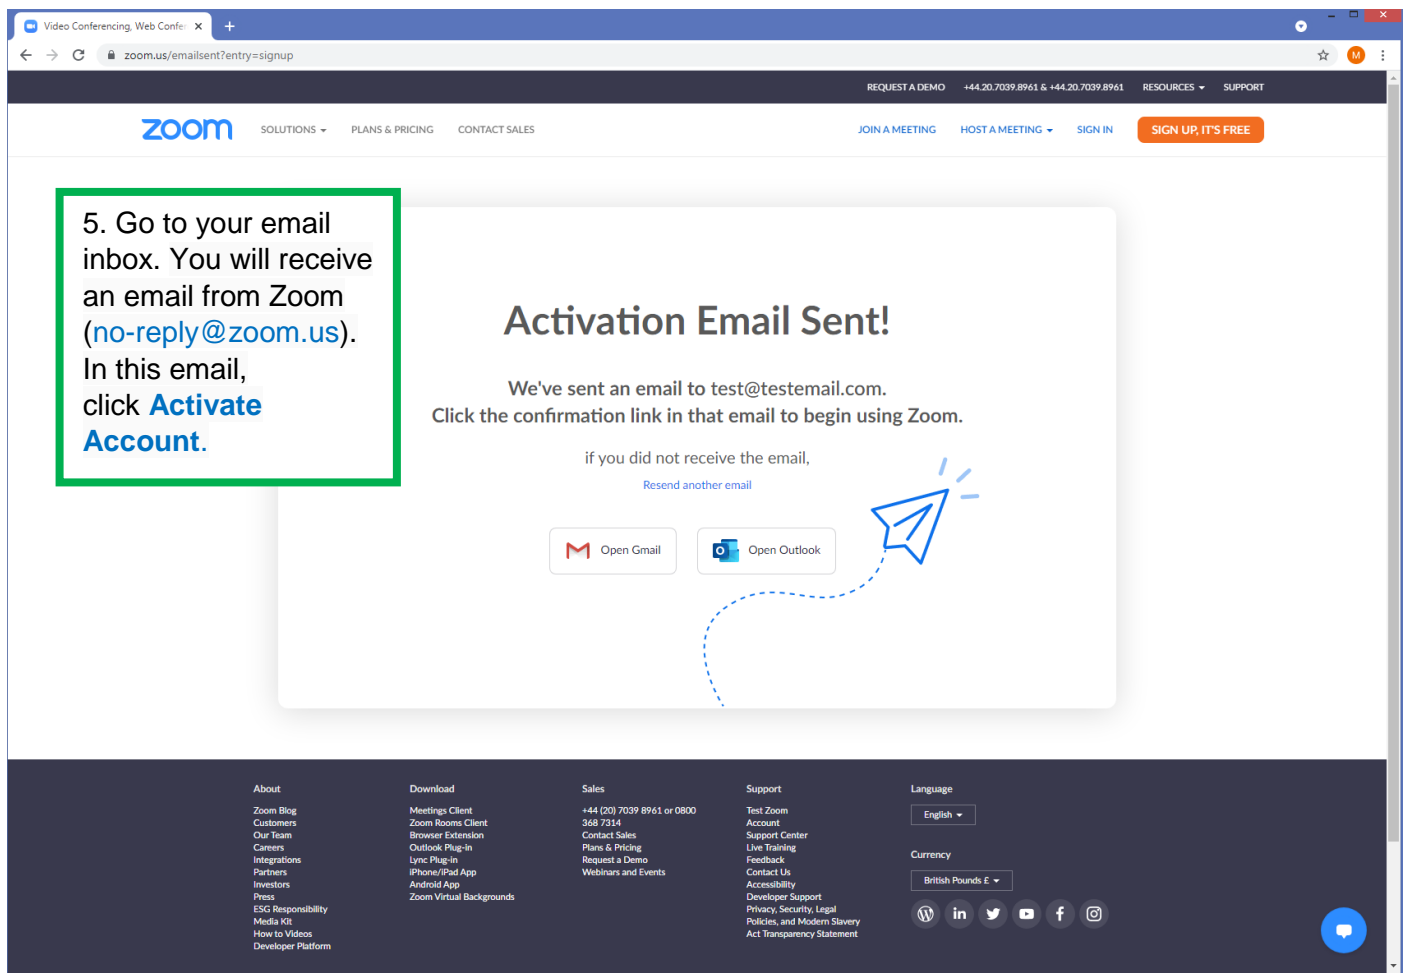 Video Conferencing, Web Confer
zoom.us/emailsent?entry=signup
M
REQUEST A DEMO +44.20.7039.8961 & +44.20.7039.8961 RESOURCES SUPPORT
zoom SOLUTIONS PLANS & PRICING CONTACT SALES JOIN A MEETING HOST A MEETING SIGN IN SIGN UP, IT'S FREE
5. Go to your email
inbox. You will receive
an email from Zoom
(no-reply@zoom.us).
In this email,
click Activate
Account.
Activation Email Sent!
We've sent an email to test@testemail.com.
Click the confirmation link in that email to begin using Zoom.
if you did not receive the email,
Resend another email
Open Gmail
Open Outlook
About
Zoom Blog
Customers
Our Team
Careers
Integrations
Partners
Investors
Press
ESG Responsibility
Media Kit
How to Videos
Developer Platform
Download
Meetings Client
Zoom Rooms Client
Browser Extension
Outlook Plug-in
Lync Plug-in
iPhone/iPad App
Android App
Zoom Virtual Backgrounds
Sales
+44 (20) 7039 8961 or 0800
368 7314
Contact Sales
Plans & Pricing
Request a Demo
Webinars and Events
Support
Test Zoom
Account
Support Center
Live Training
Feedback
Contact Us
Accessibility
Developer Support
Privacy, Security, Legal
Policies, and Modern Slavery
Act Transparency Statement
Language
English
Currency
British Pounds £